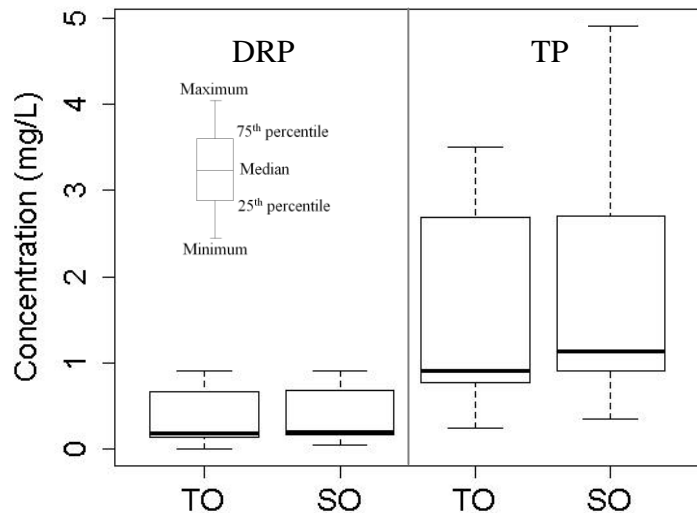 Concentration (mg/L)
5
4
3
2
1
0
DRP
TP
Maximum
75th percentile
Median
25th percentile
Minimum
TO SO TO SO